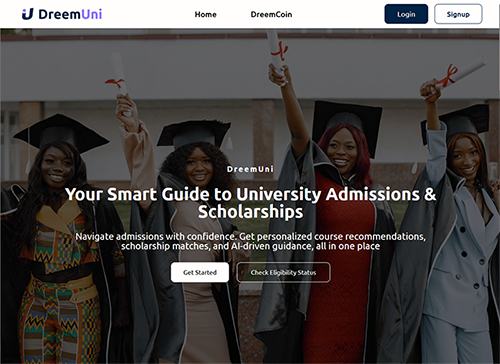 DreemUni
Home
DreemCoin
Login
Signup
DreemUni
Your Smart Guide to University Admissions &
Scholarships
Navigate admissions with confidence. Get personalized course recommendations,
scholarship matches, and AI-driven guidance, all in one place
Get Started
Check Eligibility Status